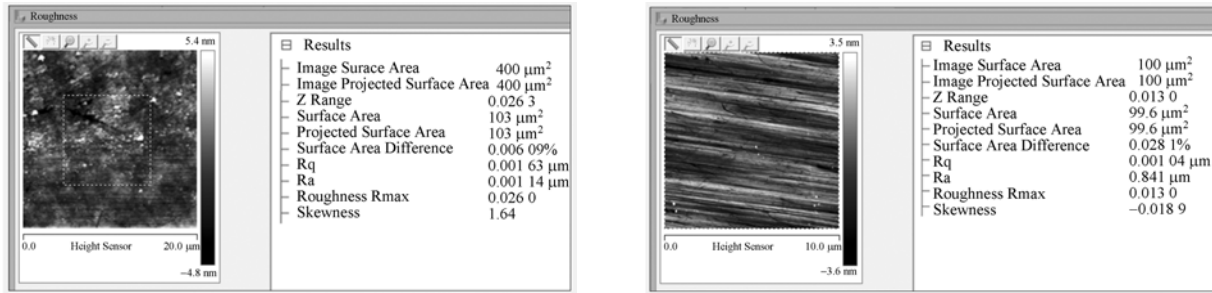 Roughness
5.4 nm
0.0 Height Sensor 20.0 μm
−4.8 nm
Results
Image Surace Area 400 μm²
Image Projected Surface Area 400 μm²
Z Range 0.026 3
Surface Area 103 μm²
Projected Surface Area 103 μm²
Surface Area Difference 0.006 09%
Rq 0.001 63 μm
Ra 0.001 14 μm
Roughness Rmax 0.026 0
Skewness 1.64
Roughness
3.5 nm
0.0 Height Sensor 10.0 μm
−3.6 nm
Results
Image Surface Area 100 μm²
Image Projected Surface Area 100 μm²
Z Range 0.013 0
Surface Area 99.6 μm²
Projected Surface Area 99.6 μm²
Surface Area Difference 0.028 1%
Rq 0.001 04 μm
Ra 0.841 μm
Roughness Rmax 0.013 0
Skewness −0.018 9